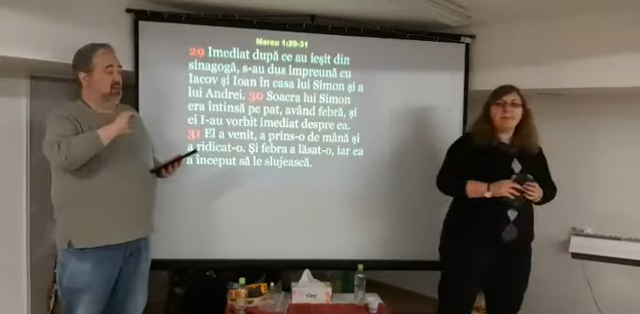 Marcu 1:29-31
29 Imediat după ce au ieșit din
sinagogă, s-au dus împreună cu
Iacov și Ioan în casa lui Simon și a
lui Andrei. 30 Soacra lui Simon
era întinsă pe pat, având febră, și
ei I-au vorbit imediat despre ea.
31 El a venit, a prins-o de mână și
a ridicat-o. Și febra a lăsat-o, iar ea
a început să le slujească.